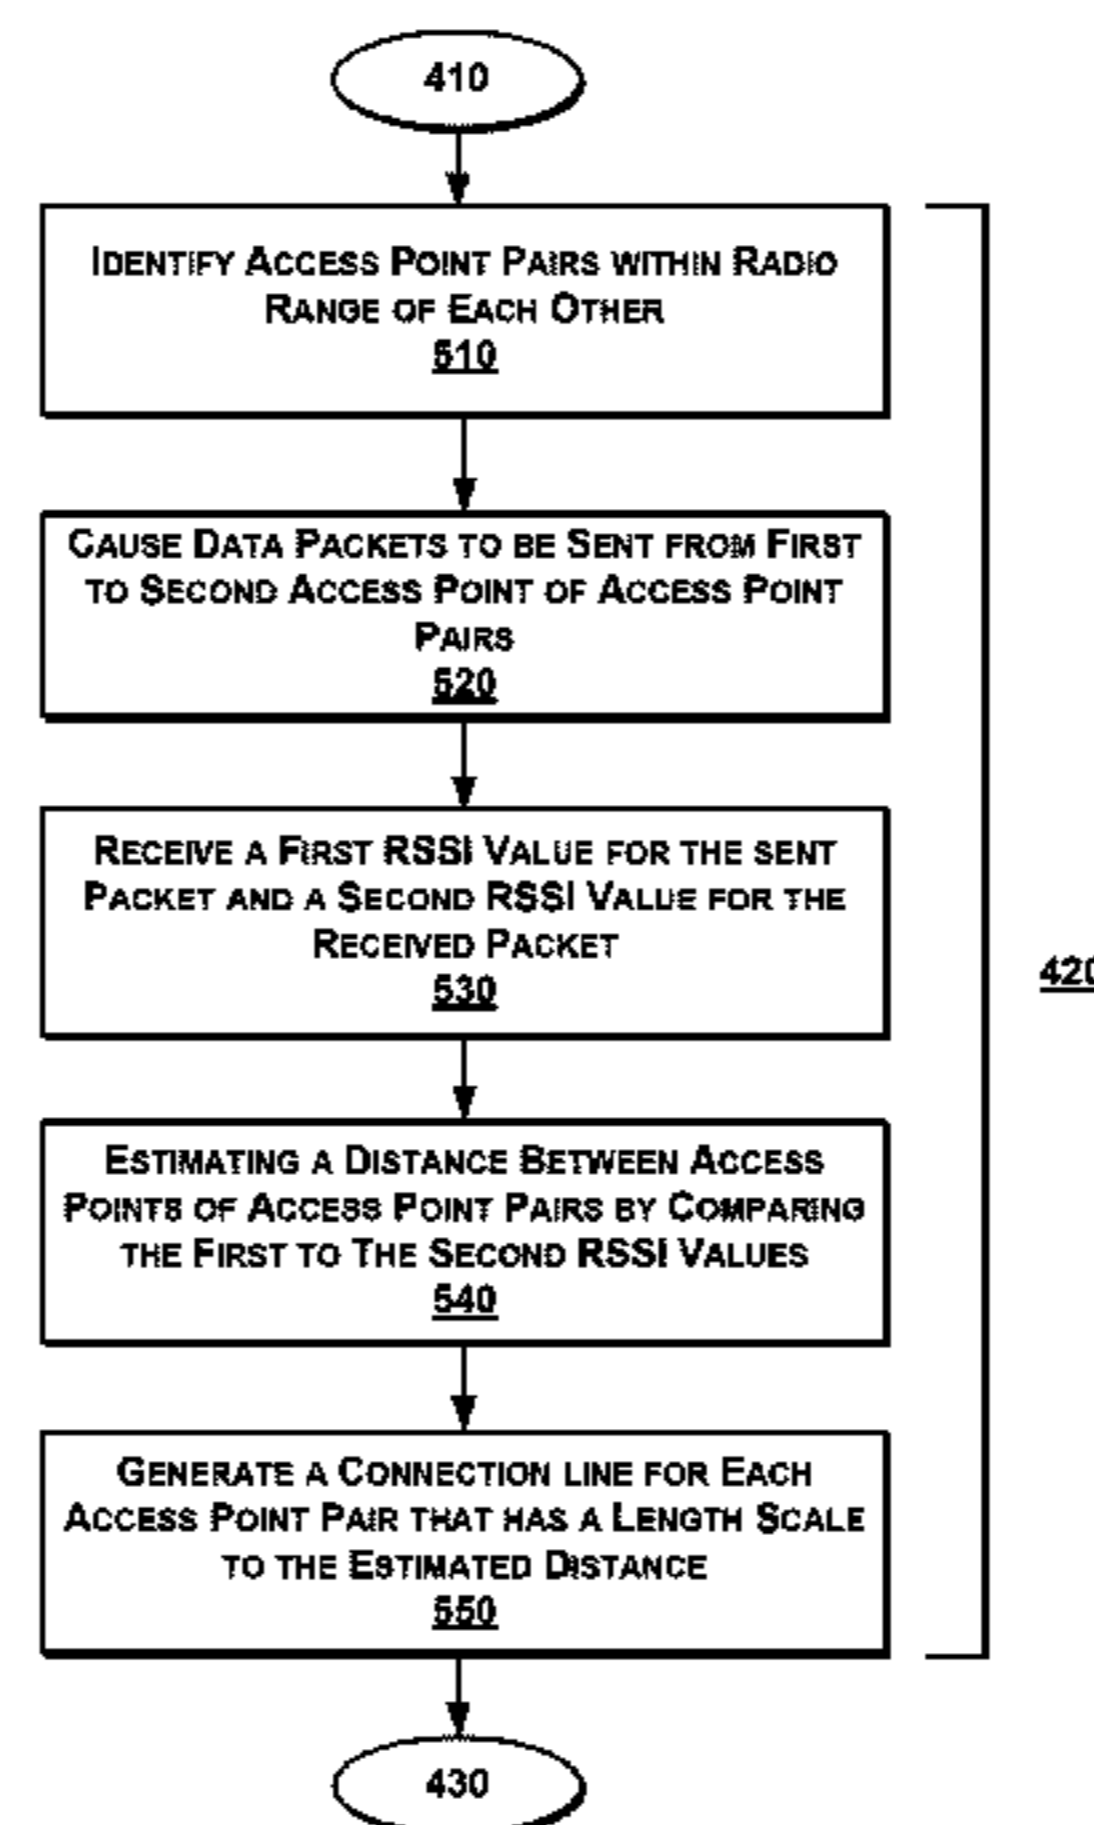 410
IDENTIFY ACCESS POINT PAIRS WITHIN RADIO
RANGE OF EACH OTHER
510
CAUSE DATA PACKETS TO BE SENT FROM FIRST
TO SECOND ACCESS POINT OF ACCESS POINT
PAIRS
520
RECEIVE A FIRST RSSI VALUE FOR THE SENT
PACKET AND A SECOND RSSI VALUE FOR THE
RECEIVED PACKET
530
420
ESTIMATING A DISTANCE BETWEEN ACCESS
POINTS OF ACCESS POINT PAIRS BY COMPARING
THE FIRST TO THE SECOND RSSI VALUES
540
GENERATE A CONNECTION LINE FOR EACH
ACCESS POINT PAIR THAT HAS A LENGTH SCALE
TO THE ESTIMATED DISTANCE
550
430